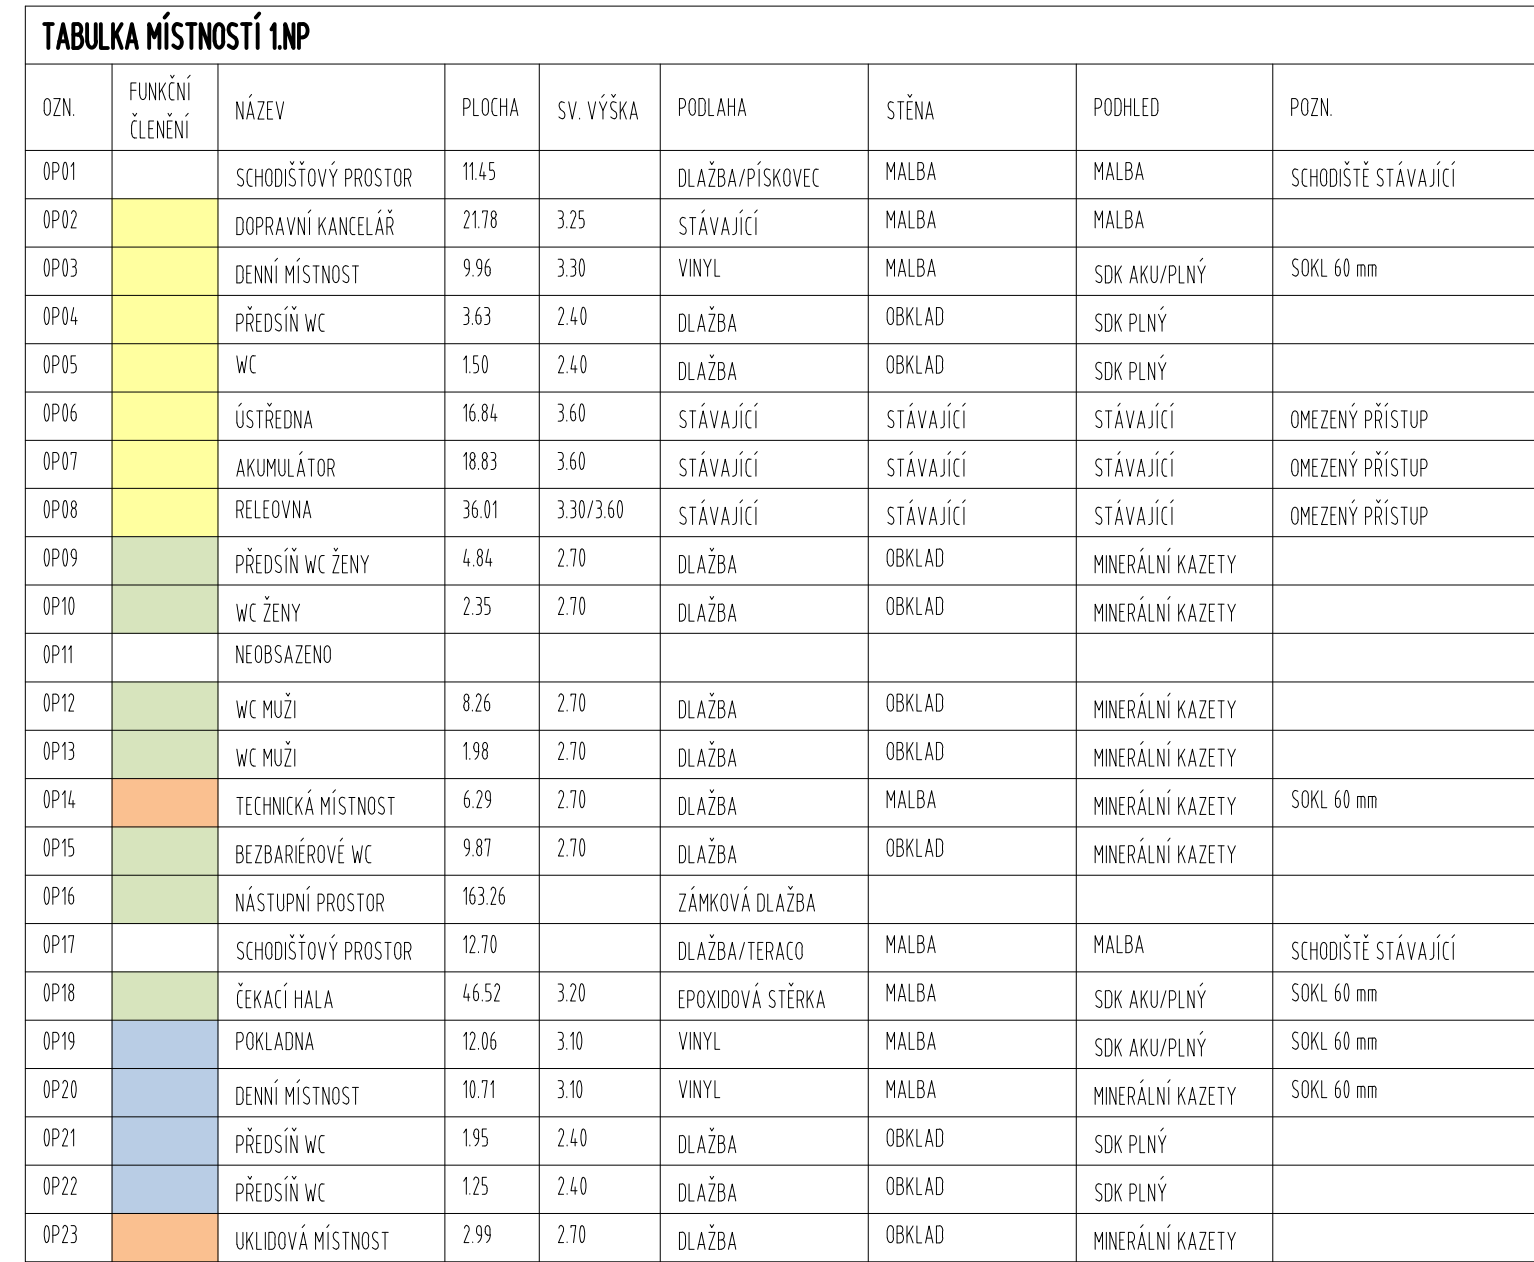 TABULKA MÍSTNOSTÍ 1.NP
OZN. FUNKČNÍ ČLENĚNÍ NÁZEV PLOCHA SV. VÝŠKA PODLAHA STĚNA PODHLED POZN.
0P01 SCHODIŠŤOVÝ PROSTOR 11.45 DLAŽBA/PÍSKOVEC MALBA MALBA SCHODIŠTĚ STÁVAJÍCÍ
0P02 DOPRAVNÍ KANCELÁŘ 21.78 3.25 STÁVAJÍCÍ MALBA MALBA
0P03 DENNÍ MÍSTNOST 9.96 3.30 VINYL MALBA SDK AKU/PLNÝ SOKL 60 mm
0P04 PŘEDSÍŇ WC 3.63 2.40 DLAŽBA OBKLAD SDK PLNÝ
0P05 WC 1.50 2.40 DLAŽBA OBKLAD SDK PLNÝ
0P06 ÚSTŘEDNA 16.84 3.60 STÁVAJÍCÍ STÁVAJÍCÍ STÁVAJÍCÍ OMEZENÝ PŘÍSTUP
0P07 AKUMULÁTOR 18.83 3.60 STÁVAJÍCÍ STÁVAJÍCÍ STÁVAJÍCÍ OMEZENÝ PŘÍSTUP
0P08 RELEOVNA 36.01 3.30/3.60 STÁVAJÍCÍ STÁVAJÍCÍ STÁVAJÍCÍ OMEZENÝ PŘÍSTUP
0P09 PŘEDSÍŇ WC ŽENY 4.84 2.70 DLAŽBA OBKLAD MINERÁLNÍ KAZETY
0P10 WC ŽENY 2.35 2.70 DLAŽBA OBKLAD MINERÁLNÍ KAZETY
0P11 NEOBSAZENO
0P12 WC MUŽI 8.26 2.70 DLAŽBA OBKLAD MINERÁLNÍ KAZETY
0P13 WC MUŽI 1.98 2.70 DLAŽBA OBKLAD MINERÁLNÍ KAZETY
0P14 TECHNICKÁ MÍSTNOST 6.29 2.70 DLAŽBA MALBA MINERÁLNÍ KAZETY SOKL 60 mm
0P15 BEZBARIÉROVÉ WC 9.87 2.70 DLAŽBA OBKLAD MINERÁLNÍ KAZETY
0P16 NÁSTUPNÍ PROSTOR 163.26 ZÁMKOVÁ DLAŽBA
0P17 SCHODIŠŤOVÝ PROSTOR 12.70 DLAŽBA/TERACO MALBA MALBA SCHODIŠTĚ STÁVAJÍCÍ
0P18 ČEKACÍ HALA 46.52 3.20 EPOXIDOVÁ STĚRKA MALBA SDK AKU/PLNÝ SOKL 60 mm
0P19 POKLADNA 12.06 3.10 VINYL MALBA SDK AKU/PLNÝ SOKL 60 mm
0P20 DENNÍ MÍSTNOST 10.71 3.10 VINYL MALBA MINERÁLNÍ KAZETY SOKL 60 mm
0P21 PŘEDSÍŇ WC 1.95 2.40 DLAŽBA OBKLAD SDK PLNÝ
0P22 PŘEDSÍŇ WC 1.25 2.40 DLAŽBA OBKLAD SDK PLNÝ
0P23 UKLIDOVÁ MÍSTNOST 2.99 2.70 DLAŽBA OBKLAD MINERÁLNÍ KAZETY